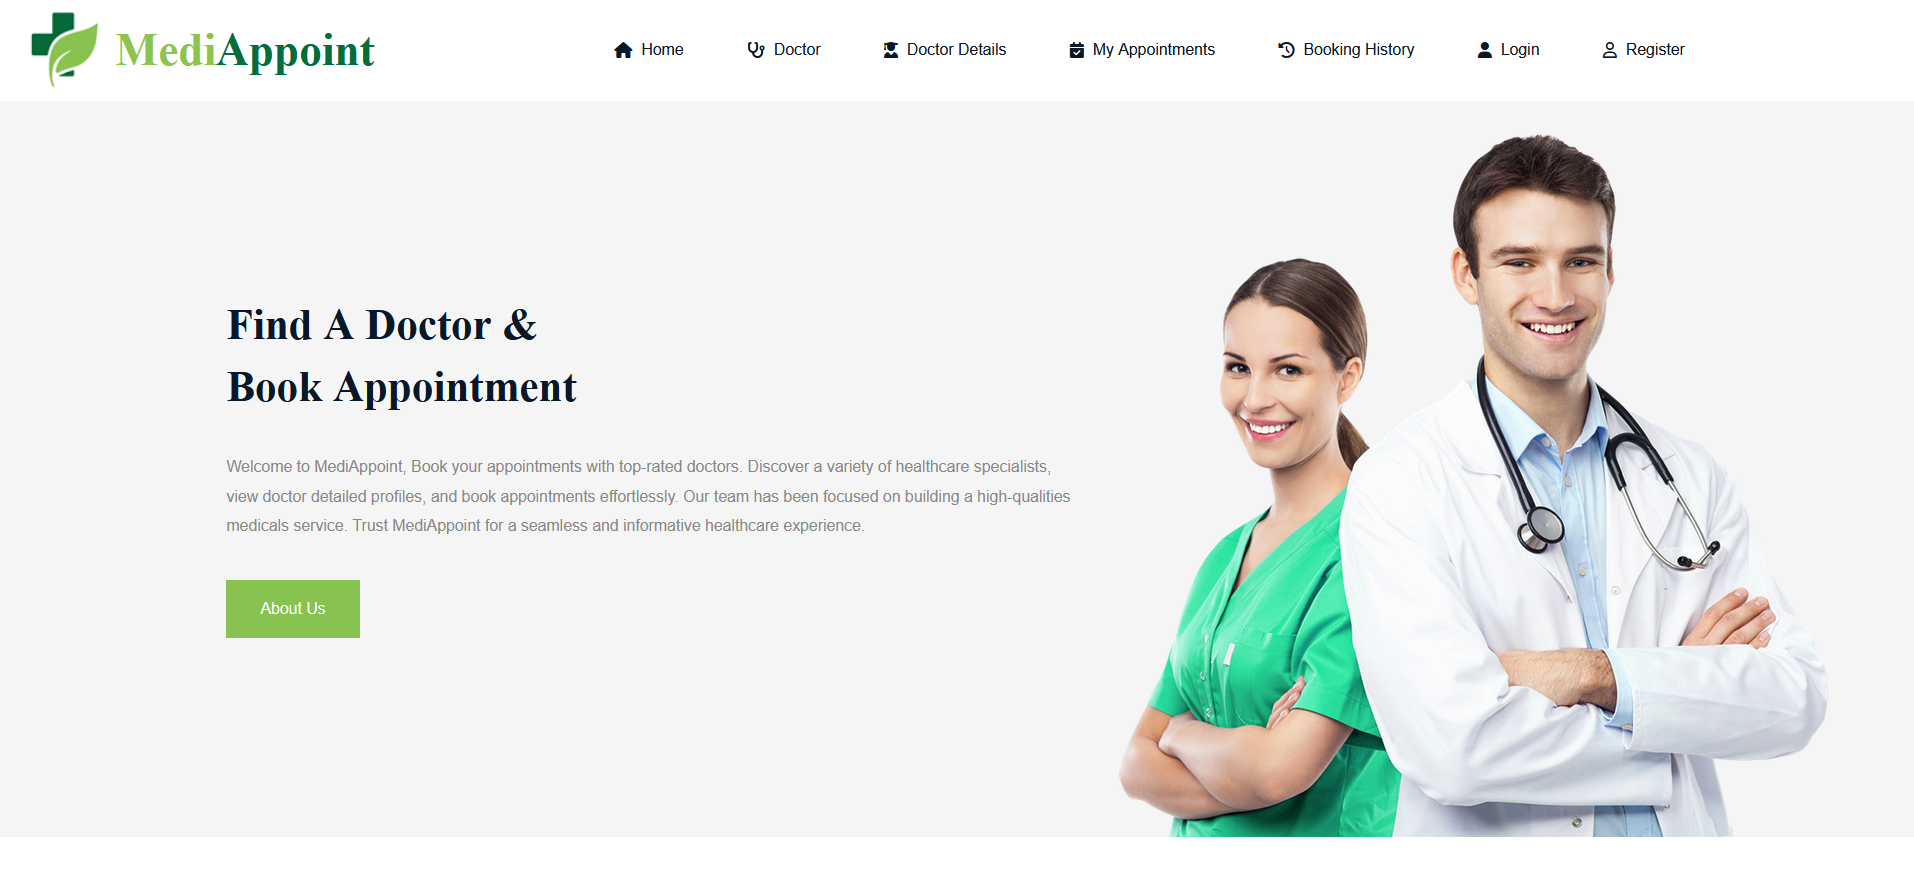 MediAppoint
Home
Doctor
Doctor Details
My Appointments
Booking History
Login
Register
Find A Doctor &
Book Appointment
Welcome to MediAppoint, Book your appointments with top-rated doctors. Discover a variety of healthcare specialists,
view doctor detailed profiles, and book appointments effortlessly. Our team has been focused on building a high-qualities
medicals service. Trust MediAppoint for a seamless and informative healthcare experience.
About Us